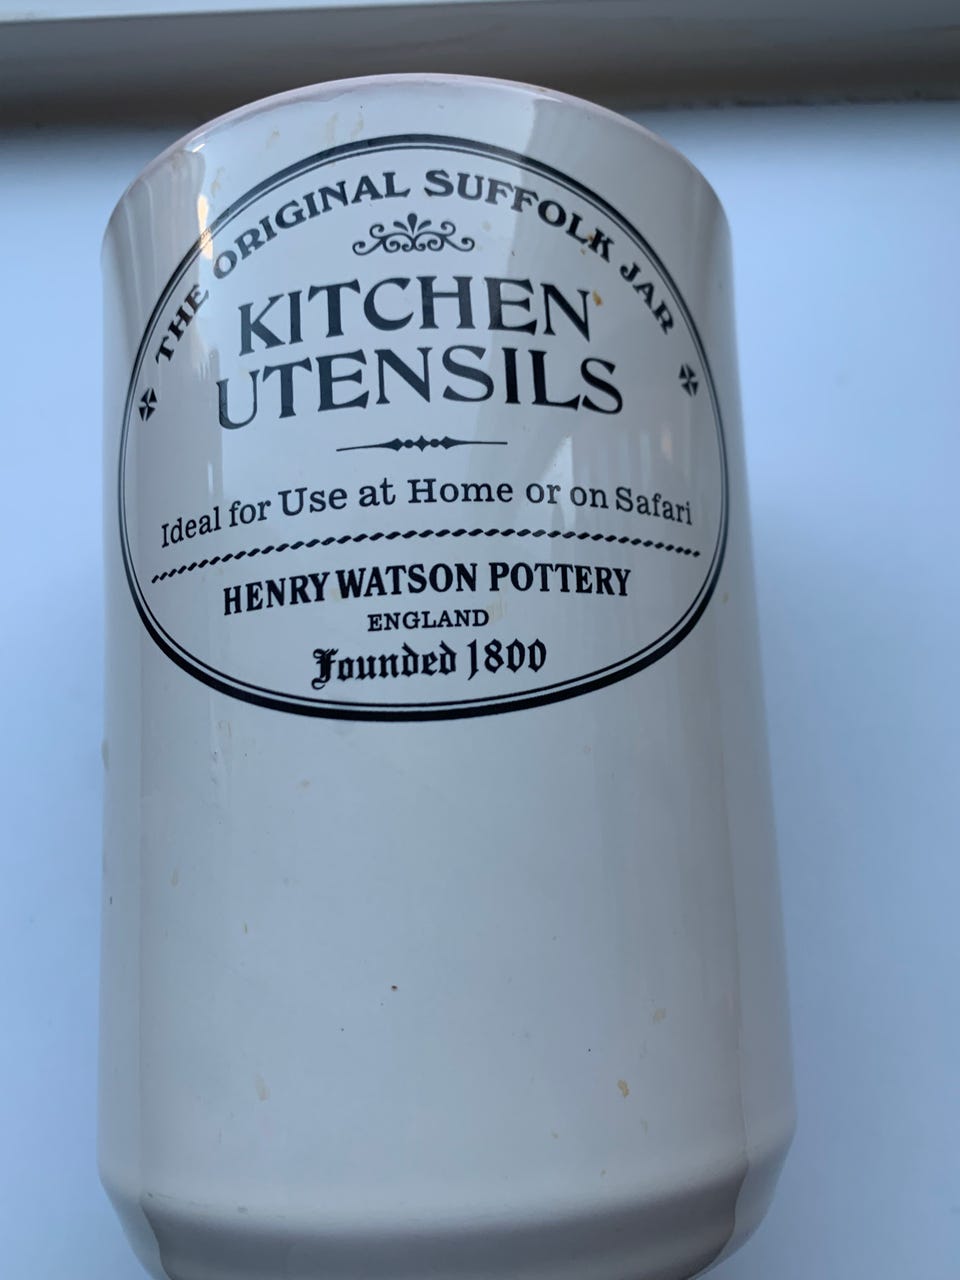 THE ORIGINAL SUFFOLK JAR
KITCHEN
UTENSILS
Ideal for Use at Home or on Safari
HENRY WATSON POTTERY
ENGLAND
Founded 1800